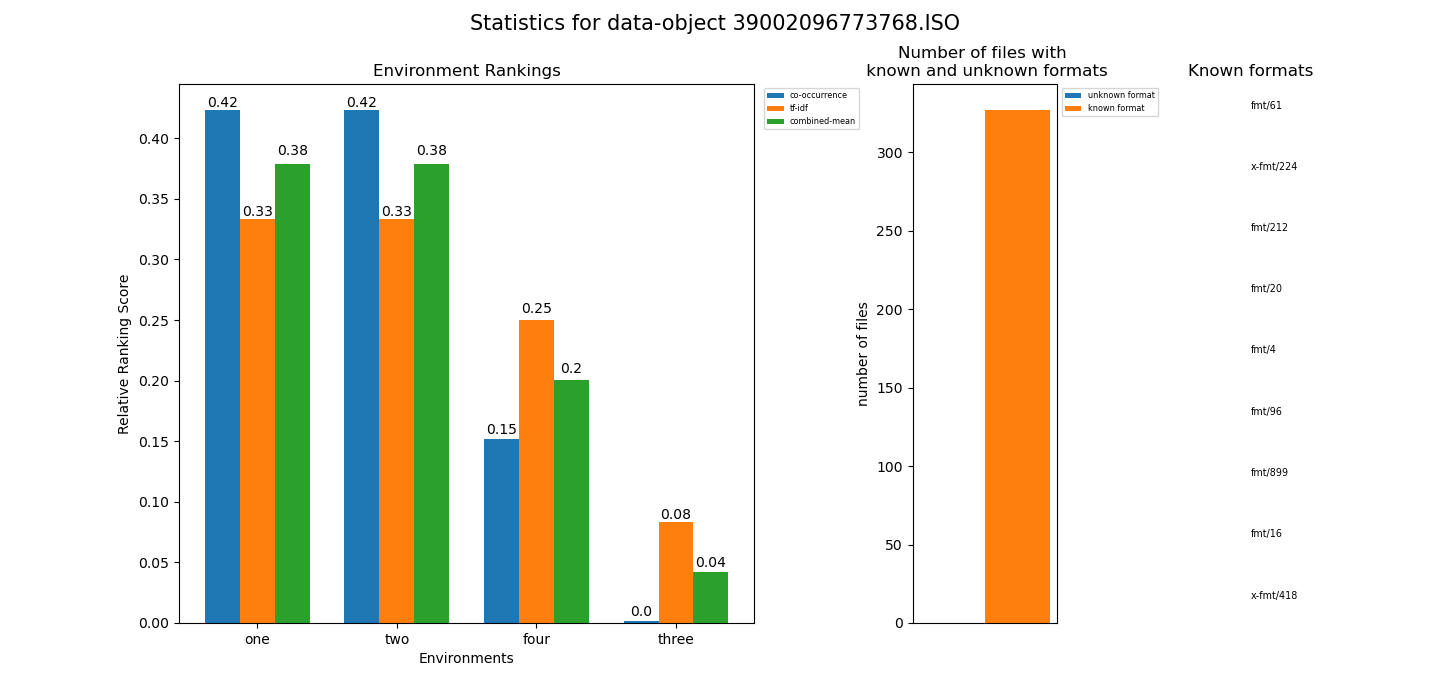 Statistics for data-object 39002096773768.ISO
Environment Rankings
0.42
0.33
0.38
0.42
0.33
0.38
0.15
0.25
0.2
0.0
0.08
0.04
0.40
0.35
0.30
0.25
0.20
0.15
0.10
0.05
0.00
Relative Ranking Score
one
two
four
three
Environments
co-occurrence
tf-idf
combined-mean
Number of files with
known and unknown formats
300
250
200
150
100
50
0
number of files
unknown format
known format
Known formats
fmt/61
x-fmt/224
fmt/212
fmt/20
fmt/4
fmt/96
fmt/899
fmt/16
x-fmt/418